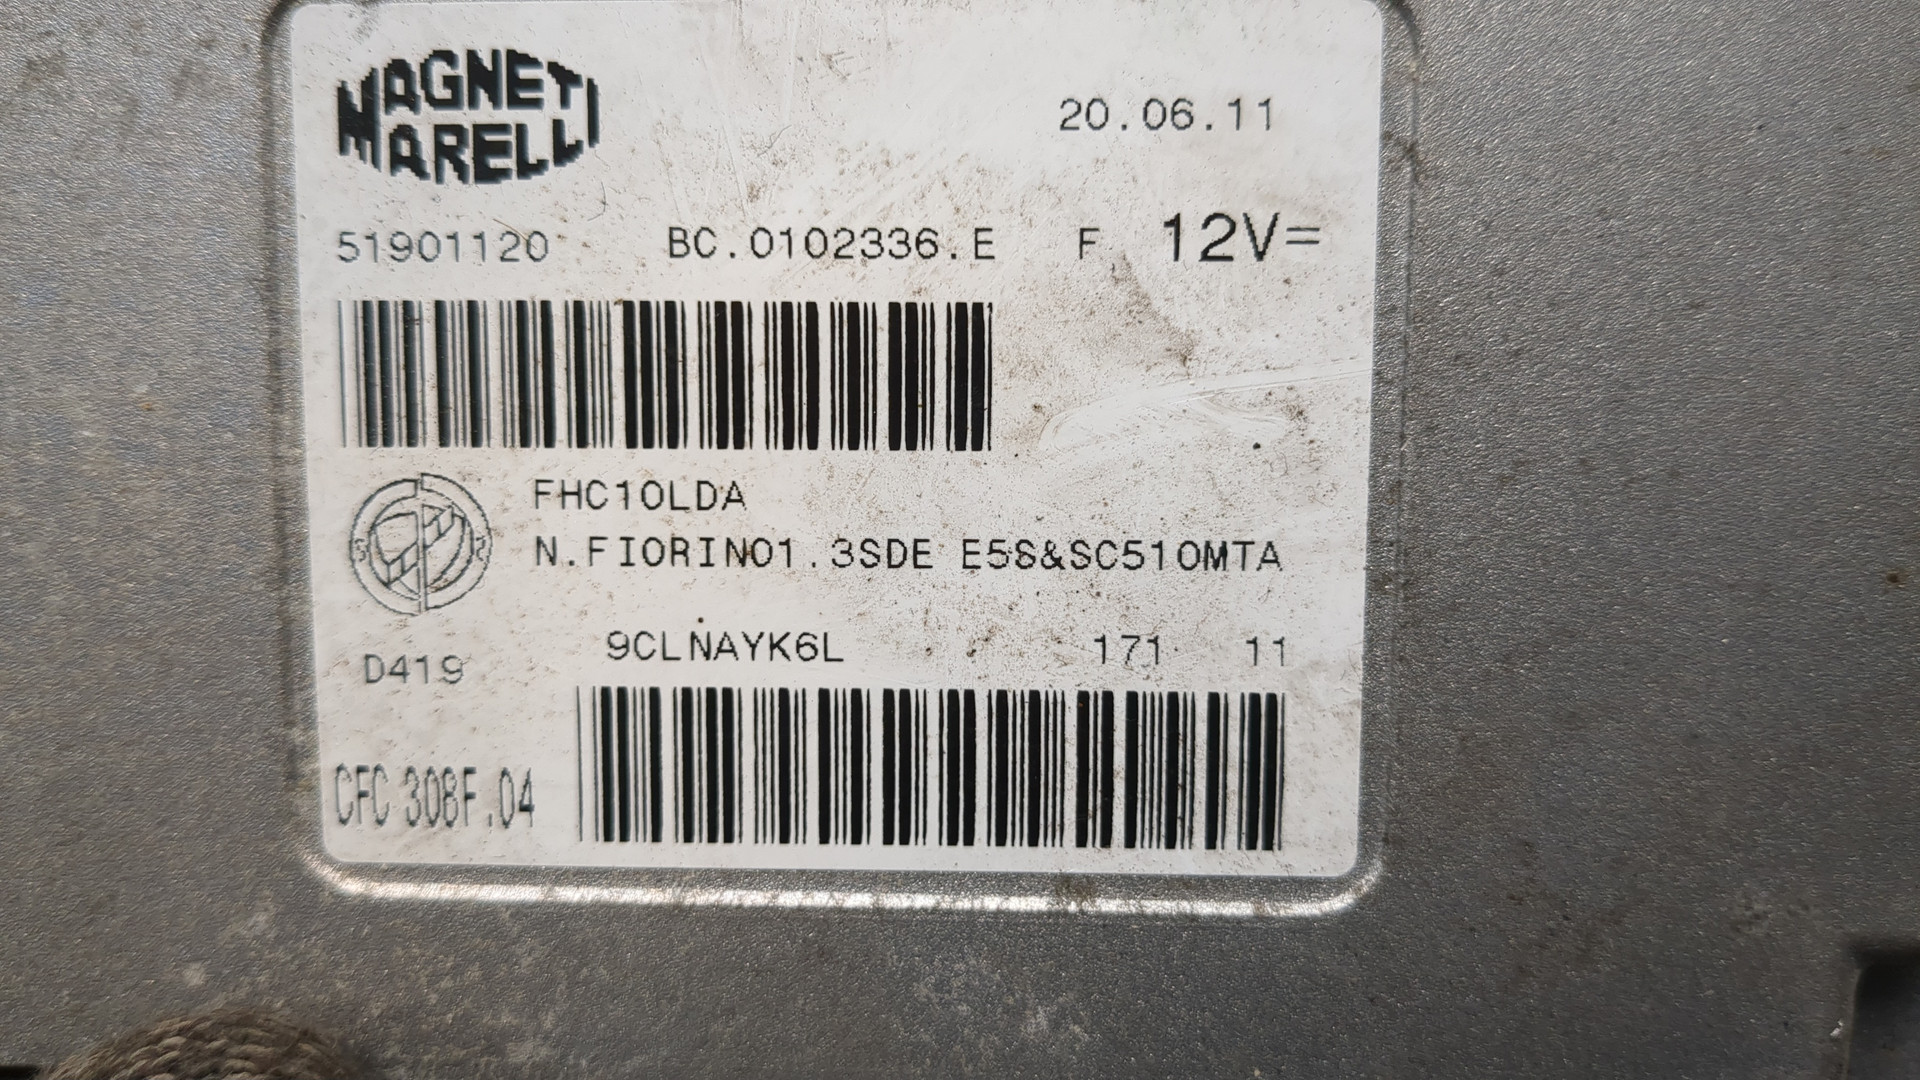 MAGNETI
MARELLI
20.06.11
51901120 BC.0102336.E F 12V=
FHC10LDA
N.FIORINO1.3SDE E5S&SC510MTA
D419 9CLNAYK6L 171 11
CFC 308F.04